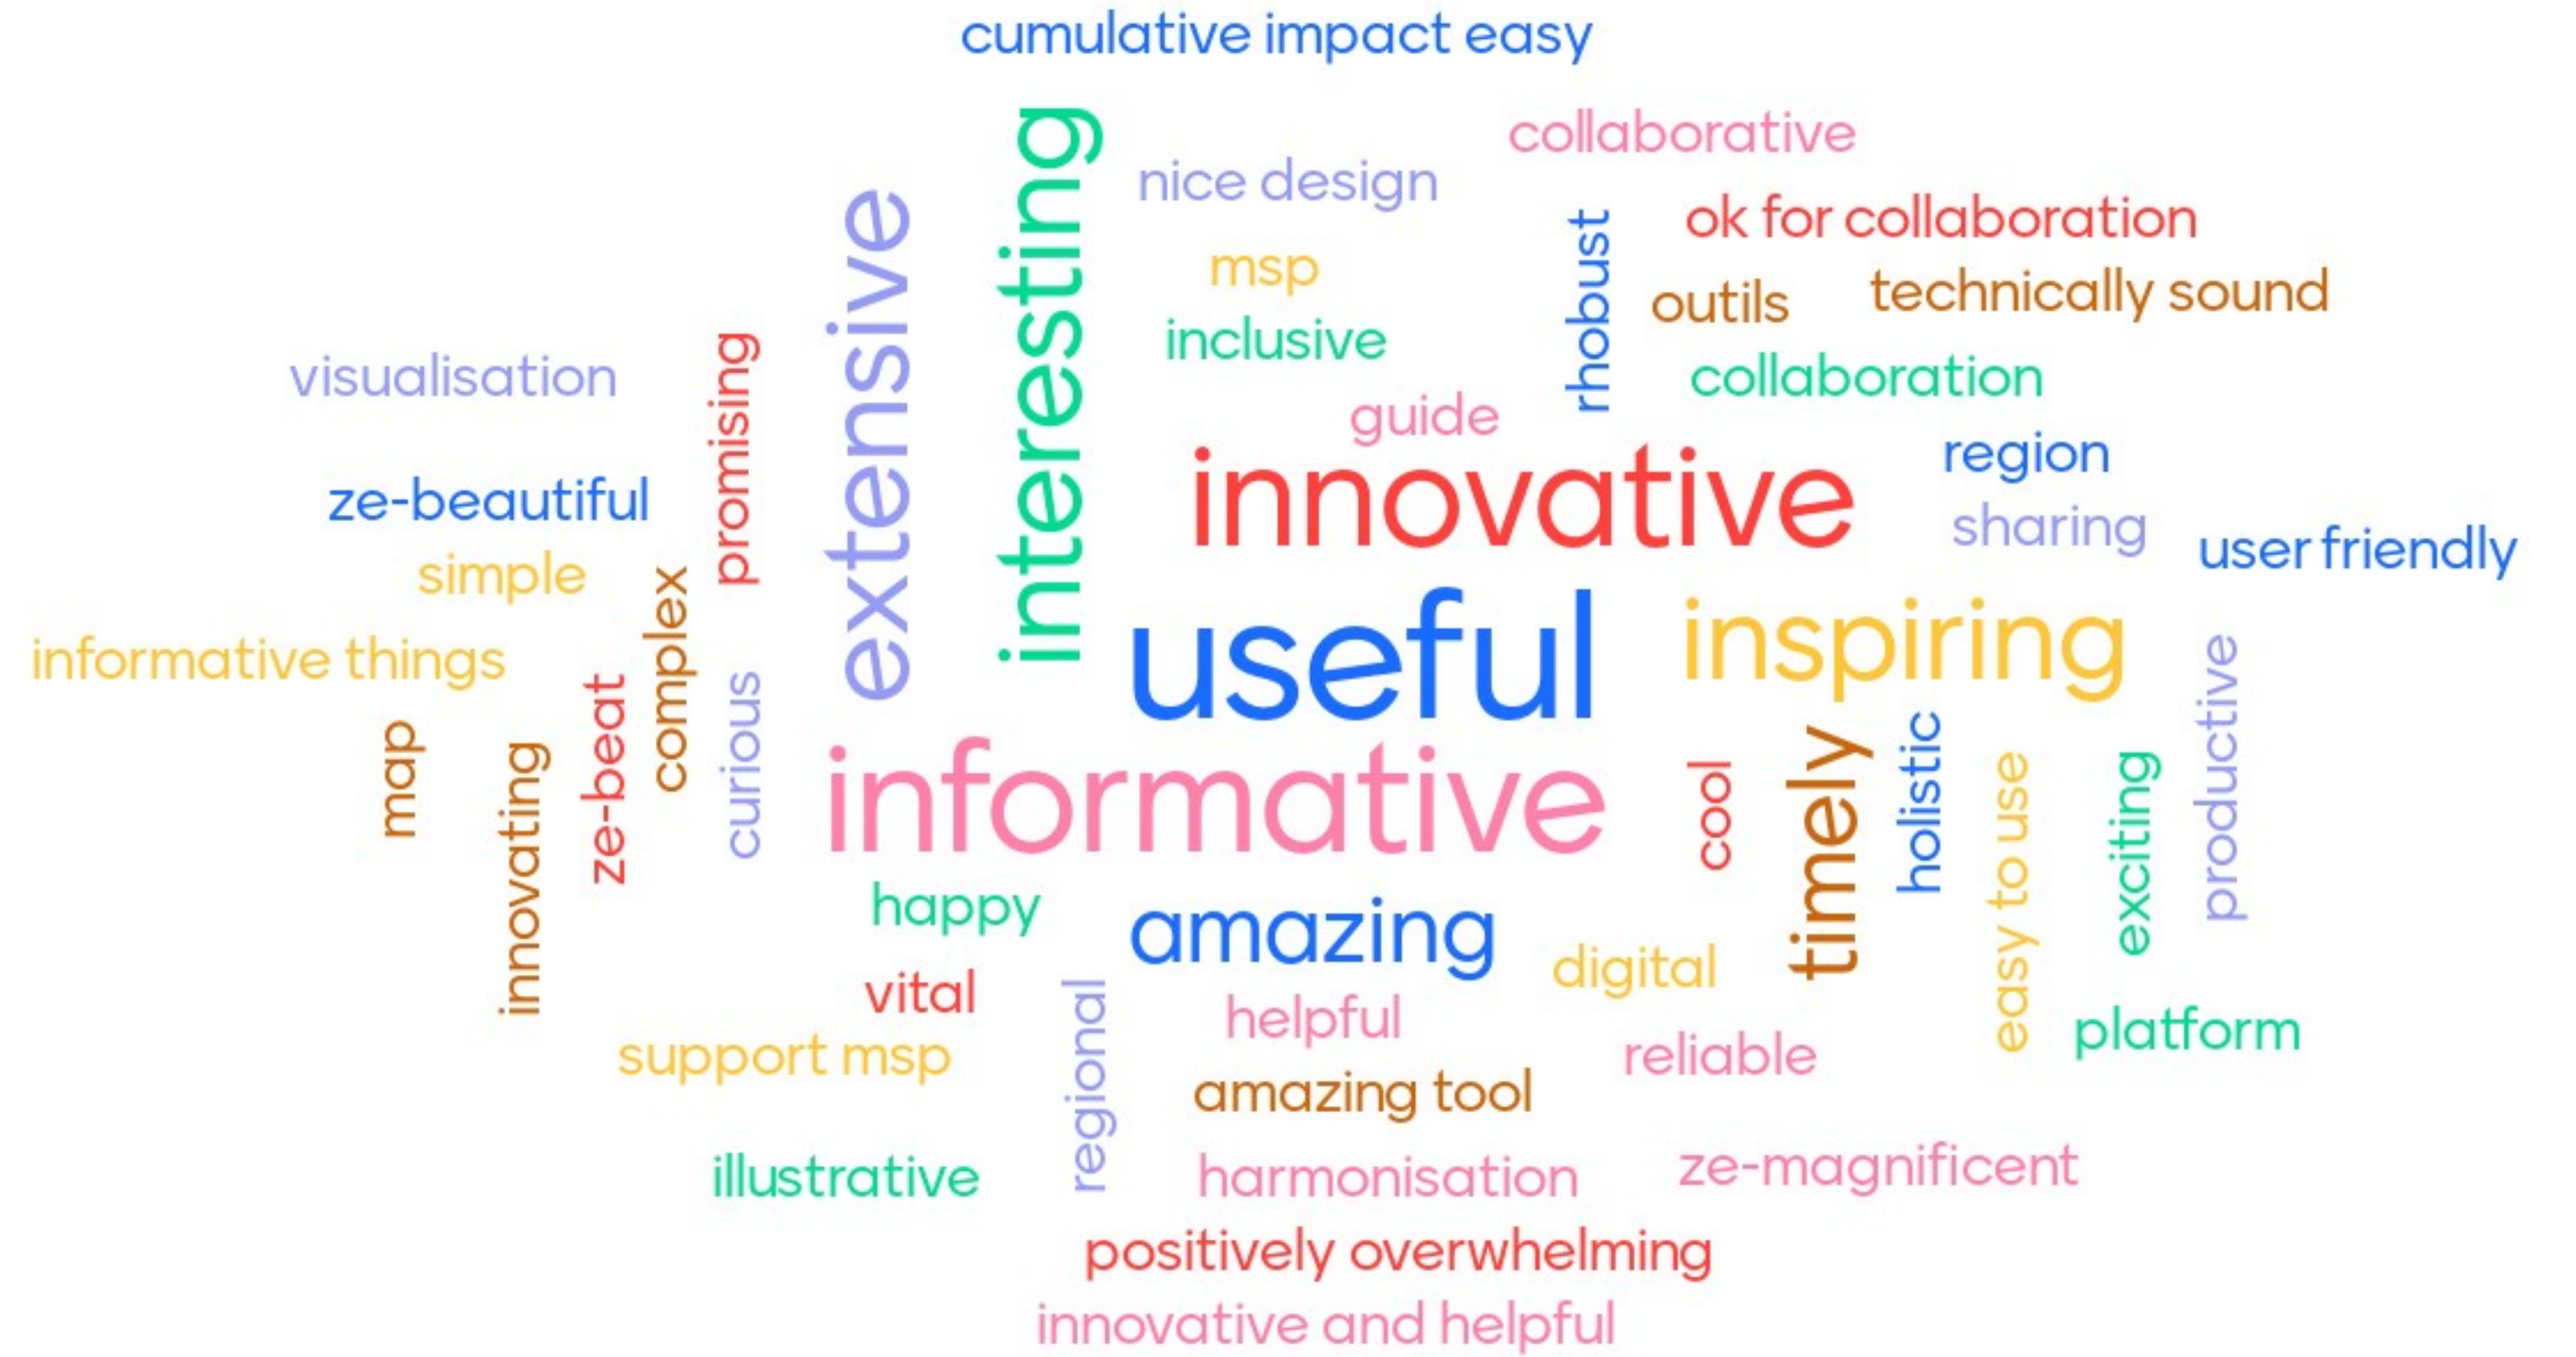 cumulative impact easy
collaborative
interesting
nice design
extensive
ok for collaboration
rhobust
msp
outils
technically sound
inclusive
visualisation
promising
collaboration
guide
region
innovative
ze-beautiful
sharing
user friendly
simple
complex
useful
inspiring
informative things
productive
ze-beat
curious
map
innovating
informative
cool
timely
holistic
easy to use
exciting
happy
amazing
digital
vital
regional
helpful
platform
support msp
reliable
amazing tool
illustrative
harmonisation
ze-magnificent
positively overwhelming
innovative and helpful